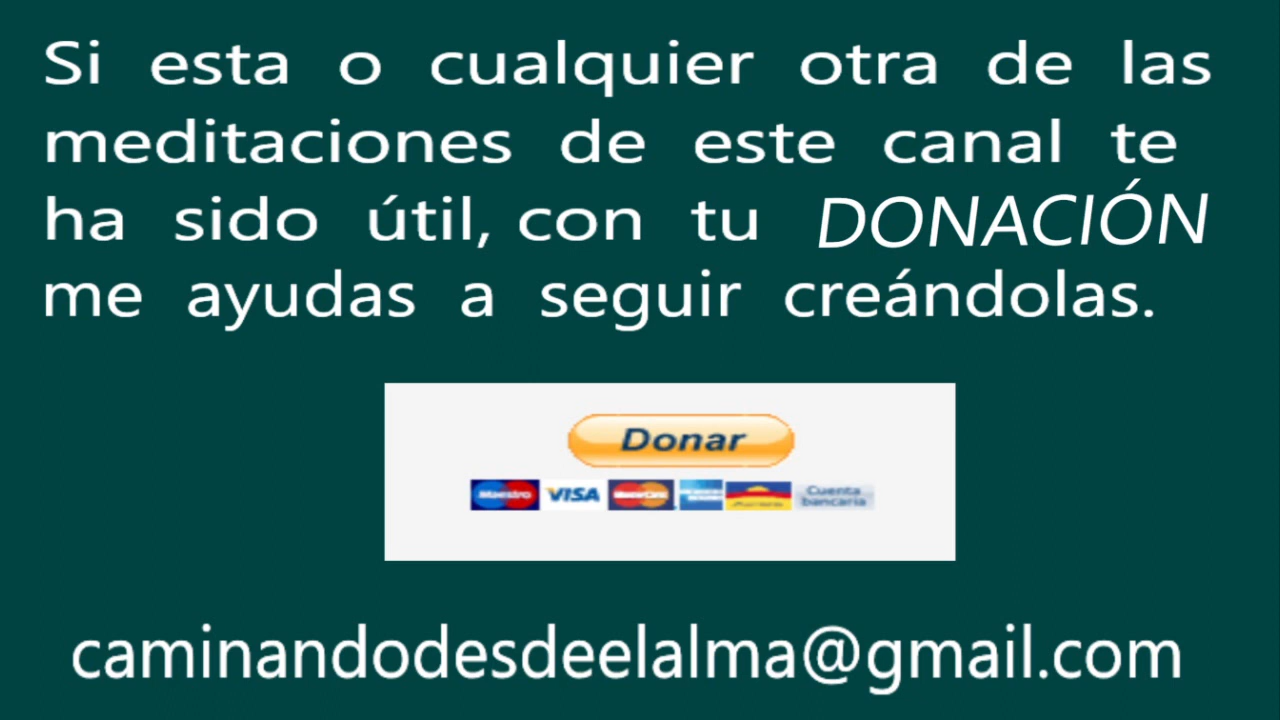 Si esta o cualquier otra de las
meditaciones de este canal te
ha sido útil, con tu DONACIÓN
me ayudas a seguir creándolas.
Donar
Maestro VISA MasterCard Cuenta
bancaria
caminandodesdeelalma@gmail.com